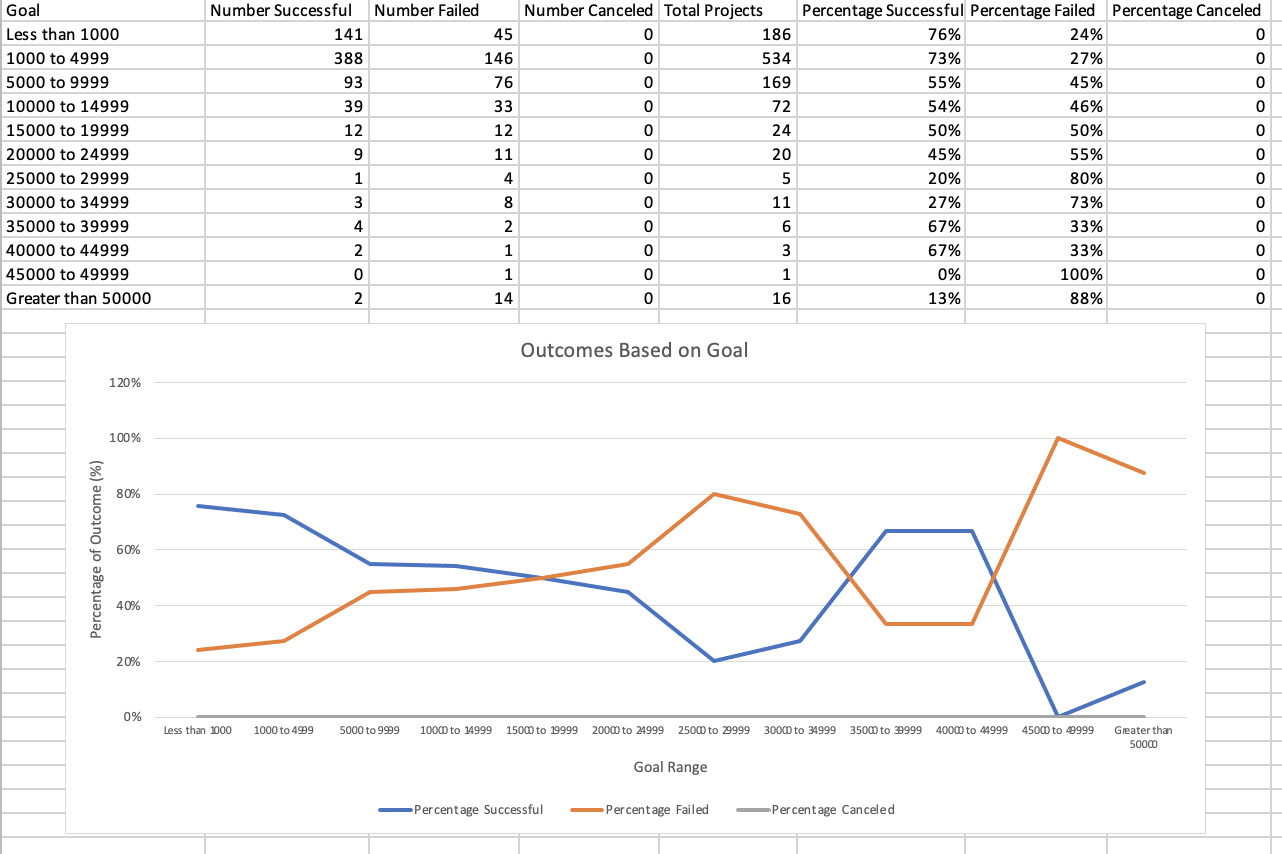 Goal Number Successful Number Failed Number Canceled Total Projects Percentage Successful Percentage Failed Percentage Canceled
Less than 1000 141 45 0 186 76% 24% 0
1000 to 4999 388 146 0 534 73% 27% 0
5000 to 9999 93 76 0 169 55% 45% 0
10000 to 14999 39 33 0 72 54% 46% 0
15000 to 19999 12 12 0 24 50% 50% 0
20000 to 24999 9 11 0 20 45% 55% 0
25000 to 29999 1 4 0 5 20% 80% 0
30000 to 34999 3 8 0 11 27% 73% 0
35000 to 39999 4 2 0 6 67% 33% 0
40000 to 44999 2 1 0 3 67% 33% 0
45000 to 49999 0 1 0 1 0% 100% 0
Greater than 50000 2 14 0 16 13% 88% 0
Outcomes Based on Goal
120%
100%
80%
60%
40%
20%
0%
Percentage of Outcome (%)
Less than 1000 1000 to 4999 5000 to 9999 10000 to 14999 15000 to 19999 20000 to 24999 25000 to 29999 30000 to 34999 35000 to 39999 40000 to 44999 45000 to 49999 Greater than
50000
Goal Range
Percentage Successful Percentage Failed Percentage Canceled